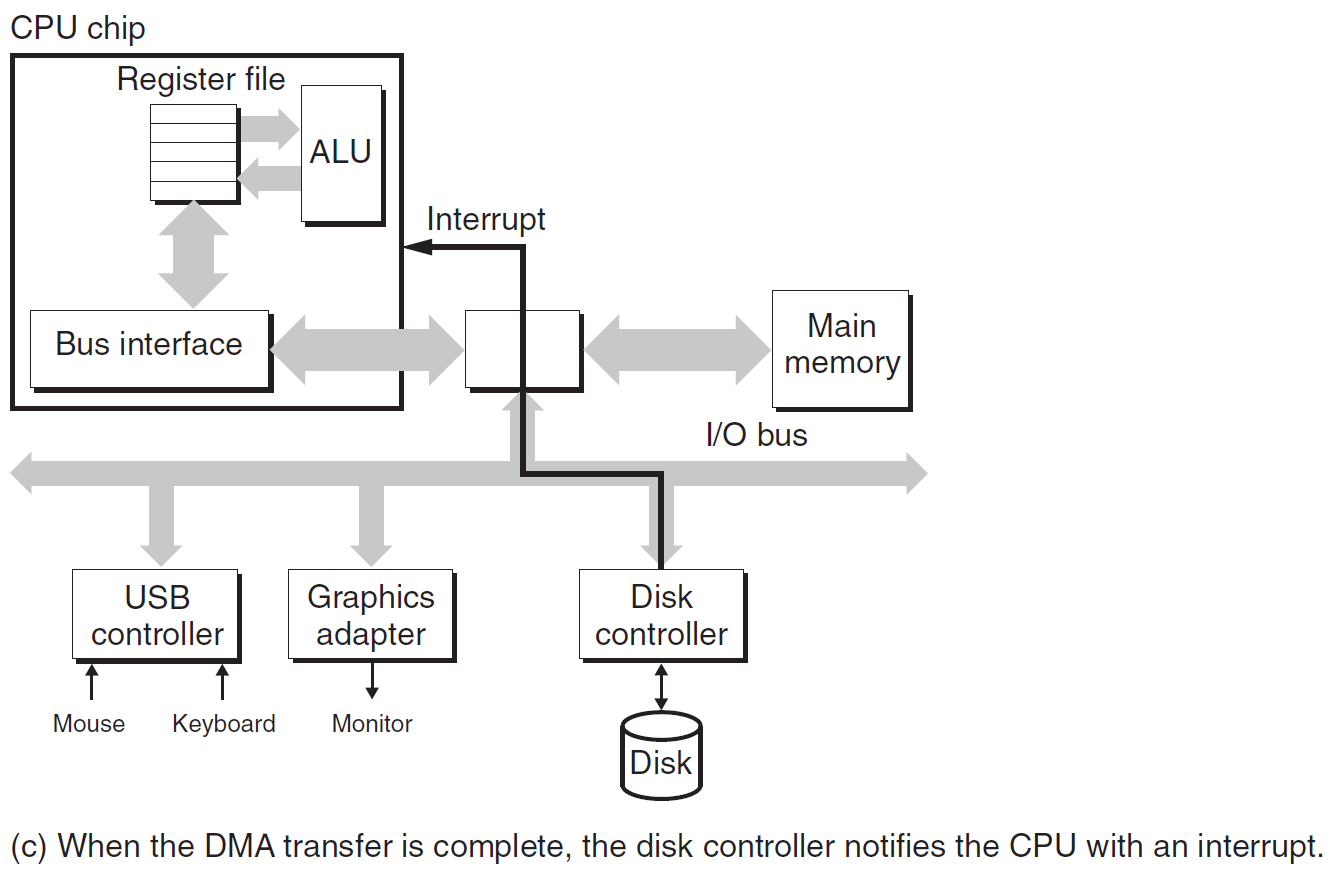 CPU chip
Register file
ALU
Interrupt
Bus interface
Main
memory
I/O bus
USB
controller
Graphics
adapter
Disk
controller
Mouse
Keyboard
Monitor
Disk
(c) When the DMA transfer is complete, the disk controller notifies the CPU with an interrupt.